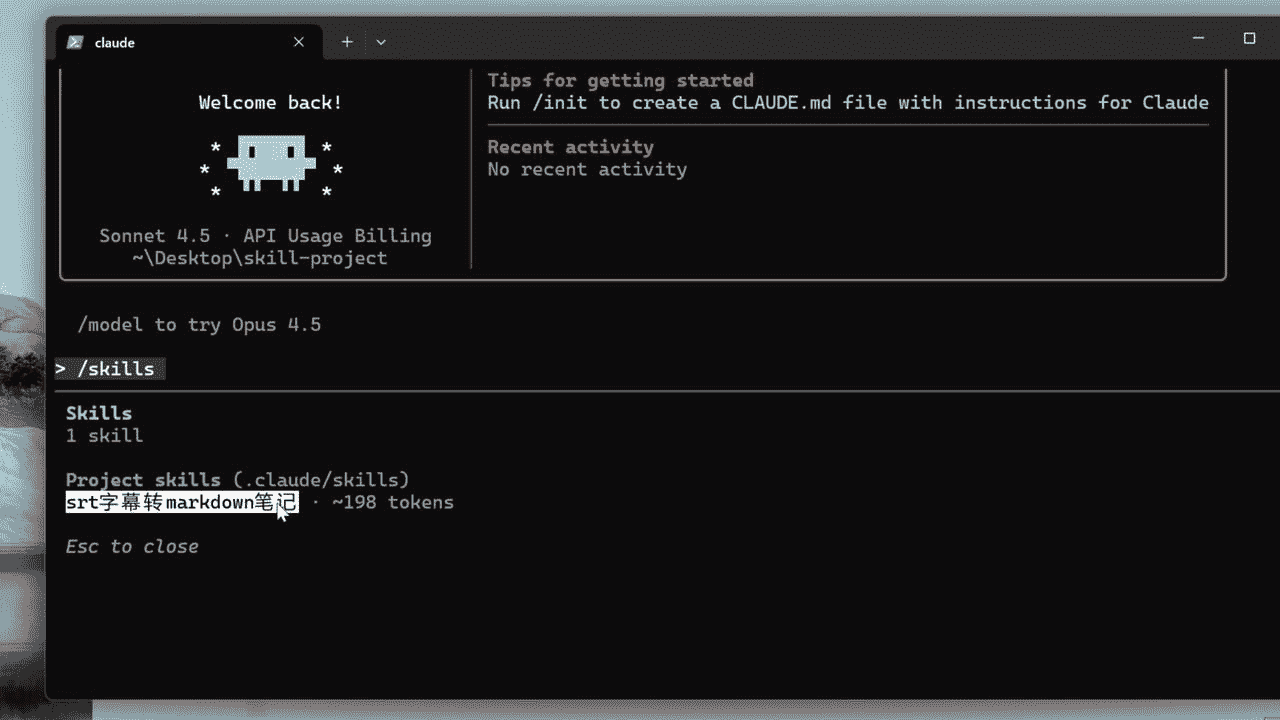 claude
Welcome back!
Sonnet 4.5 · API Usage Billing
~\Desktop\skill-project
Tips for getting started
Run /init to create a CLAUDE.md file with instructions for Claude
Recent activity
No recent activity
/model to try Opus 4.5
> /skills
Skills
1 skill
Project skills (.claude/skills)
srt字幕转markdown笔记 · ~198 tokens
Esc to close